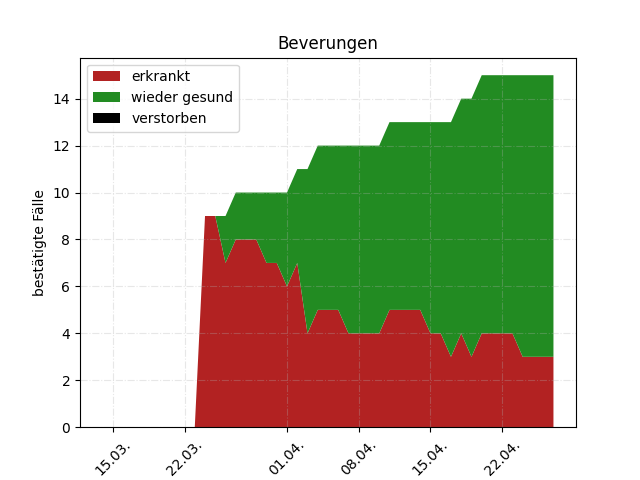 Beverungen
erkrankt
wieder gesund
verstorben
bestätigte Fälle
14
12
10
8
6
4
2
0
15.03.
22.03.
01.04.
08.04.
15.04.
22.04.